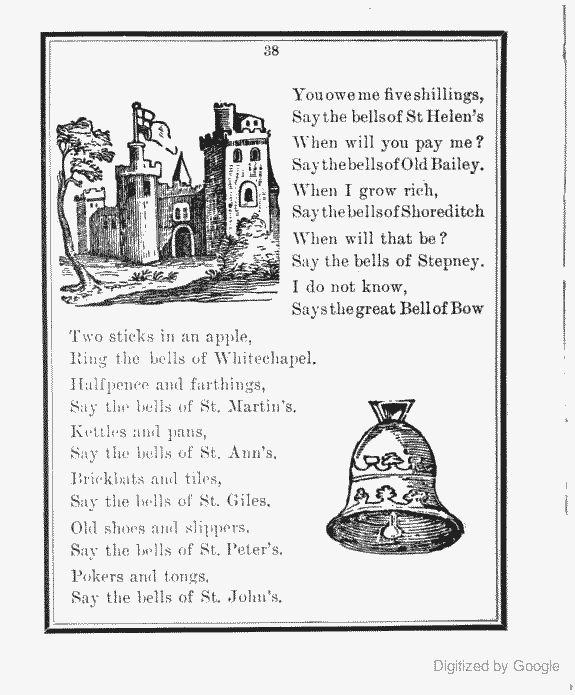 38
You owe me five shillings,
Say the bells of St Helen's
When will you pay me?
Say the bells of Old Bailey.
When I grow rich,
Say the bells of Shoreditch
When will that be?
Say the bells of Stepney.
I do not know,
Says the great Bell of Bow
Two sticks in an apple,
Ring the bells of Whitechapel.
Halfpence and farthings,
Say the bells of St. Martin's.
Kettles and pans,
Say the bells of St. Ann's.
Brickbats and tiles,
Say the bells of St. Giles.
Old shoes and slippers,
Say the bells of St. Peter's.
Pokers and tongs,
Say the bells of St. John's.
Digitized by Google